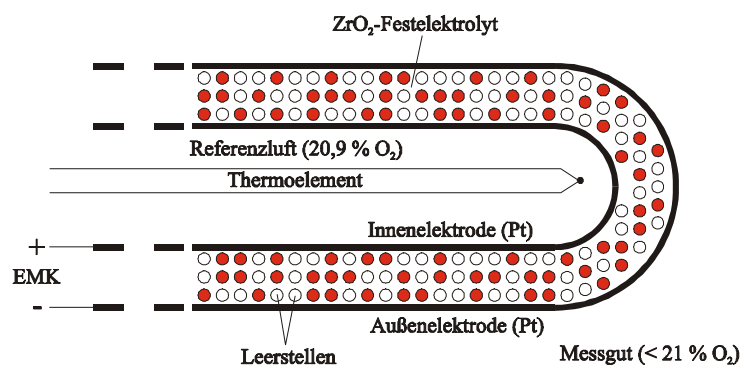 ZrO₂-Festelektrolyt
Referenzluft (20,9 % O₂)
Thermoelement
Innenelektrode (Pt)
+
EMK
-
Außenelektrode (Pt)
Leerstellen
Messgut (< 21 % O₂)